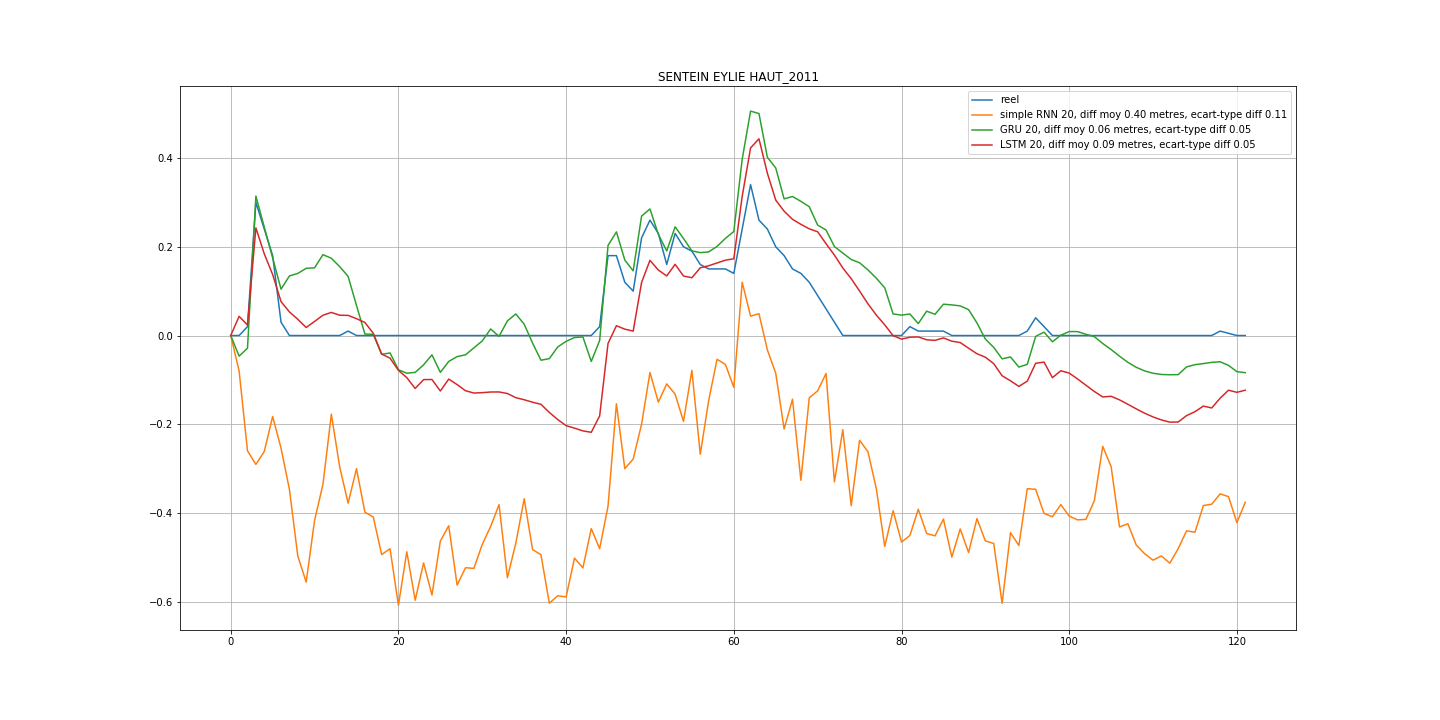 SENTEIN EYLIE HAUT_2011
reel
simple RNN 20, diff moy 0.40 metres, ecart-type diff 0.11
GRU 20, diff moy 0.06 metres, ecart-type diff 0.05
LSTM 20, diff moy 0.09 metres, ecart-type diff 0.05
0.4
0.2
0.0
−0.2
−0.4
−0.6
0 20 40 60 80 100 120